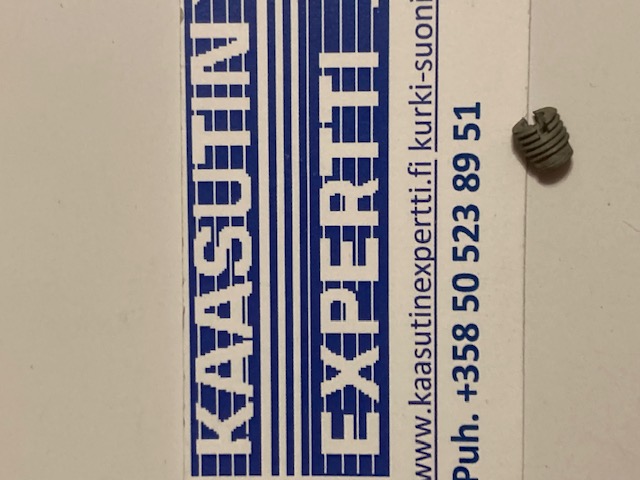 KAASUTIN
EXPERTTI
www.kaasutinexpertti.fi kurki-suoni
Puh. +358 50 523 89 51